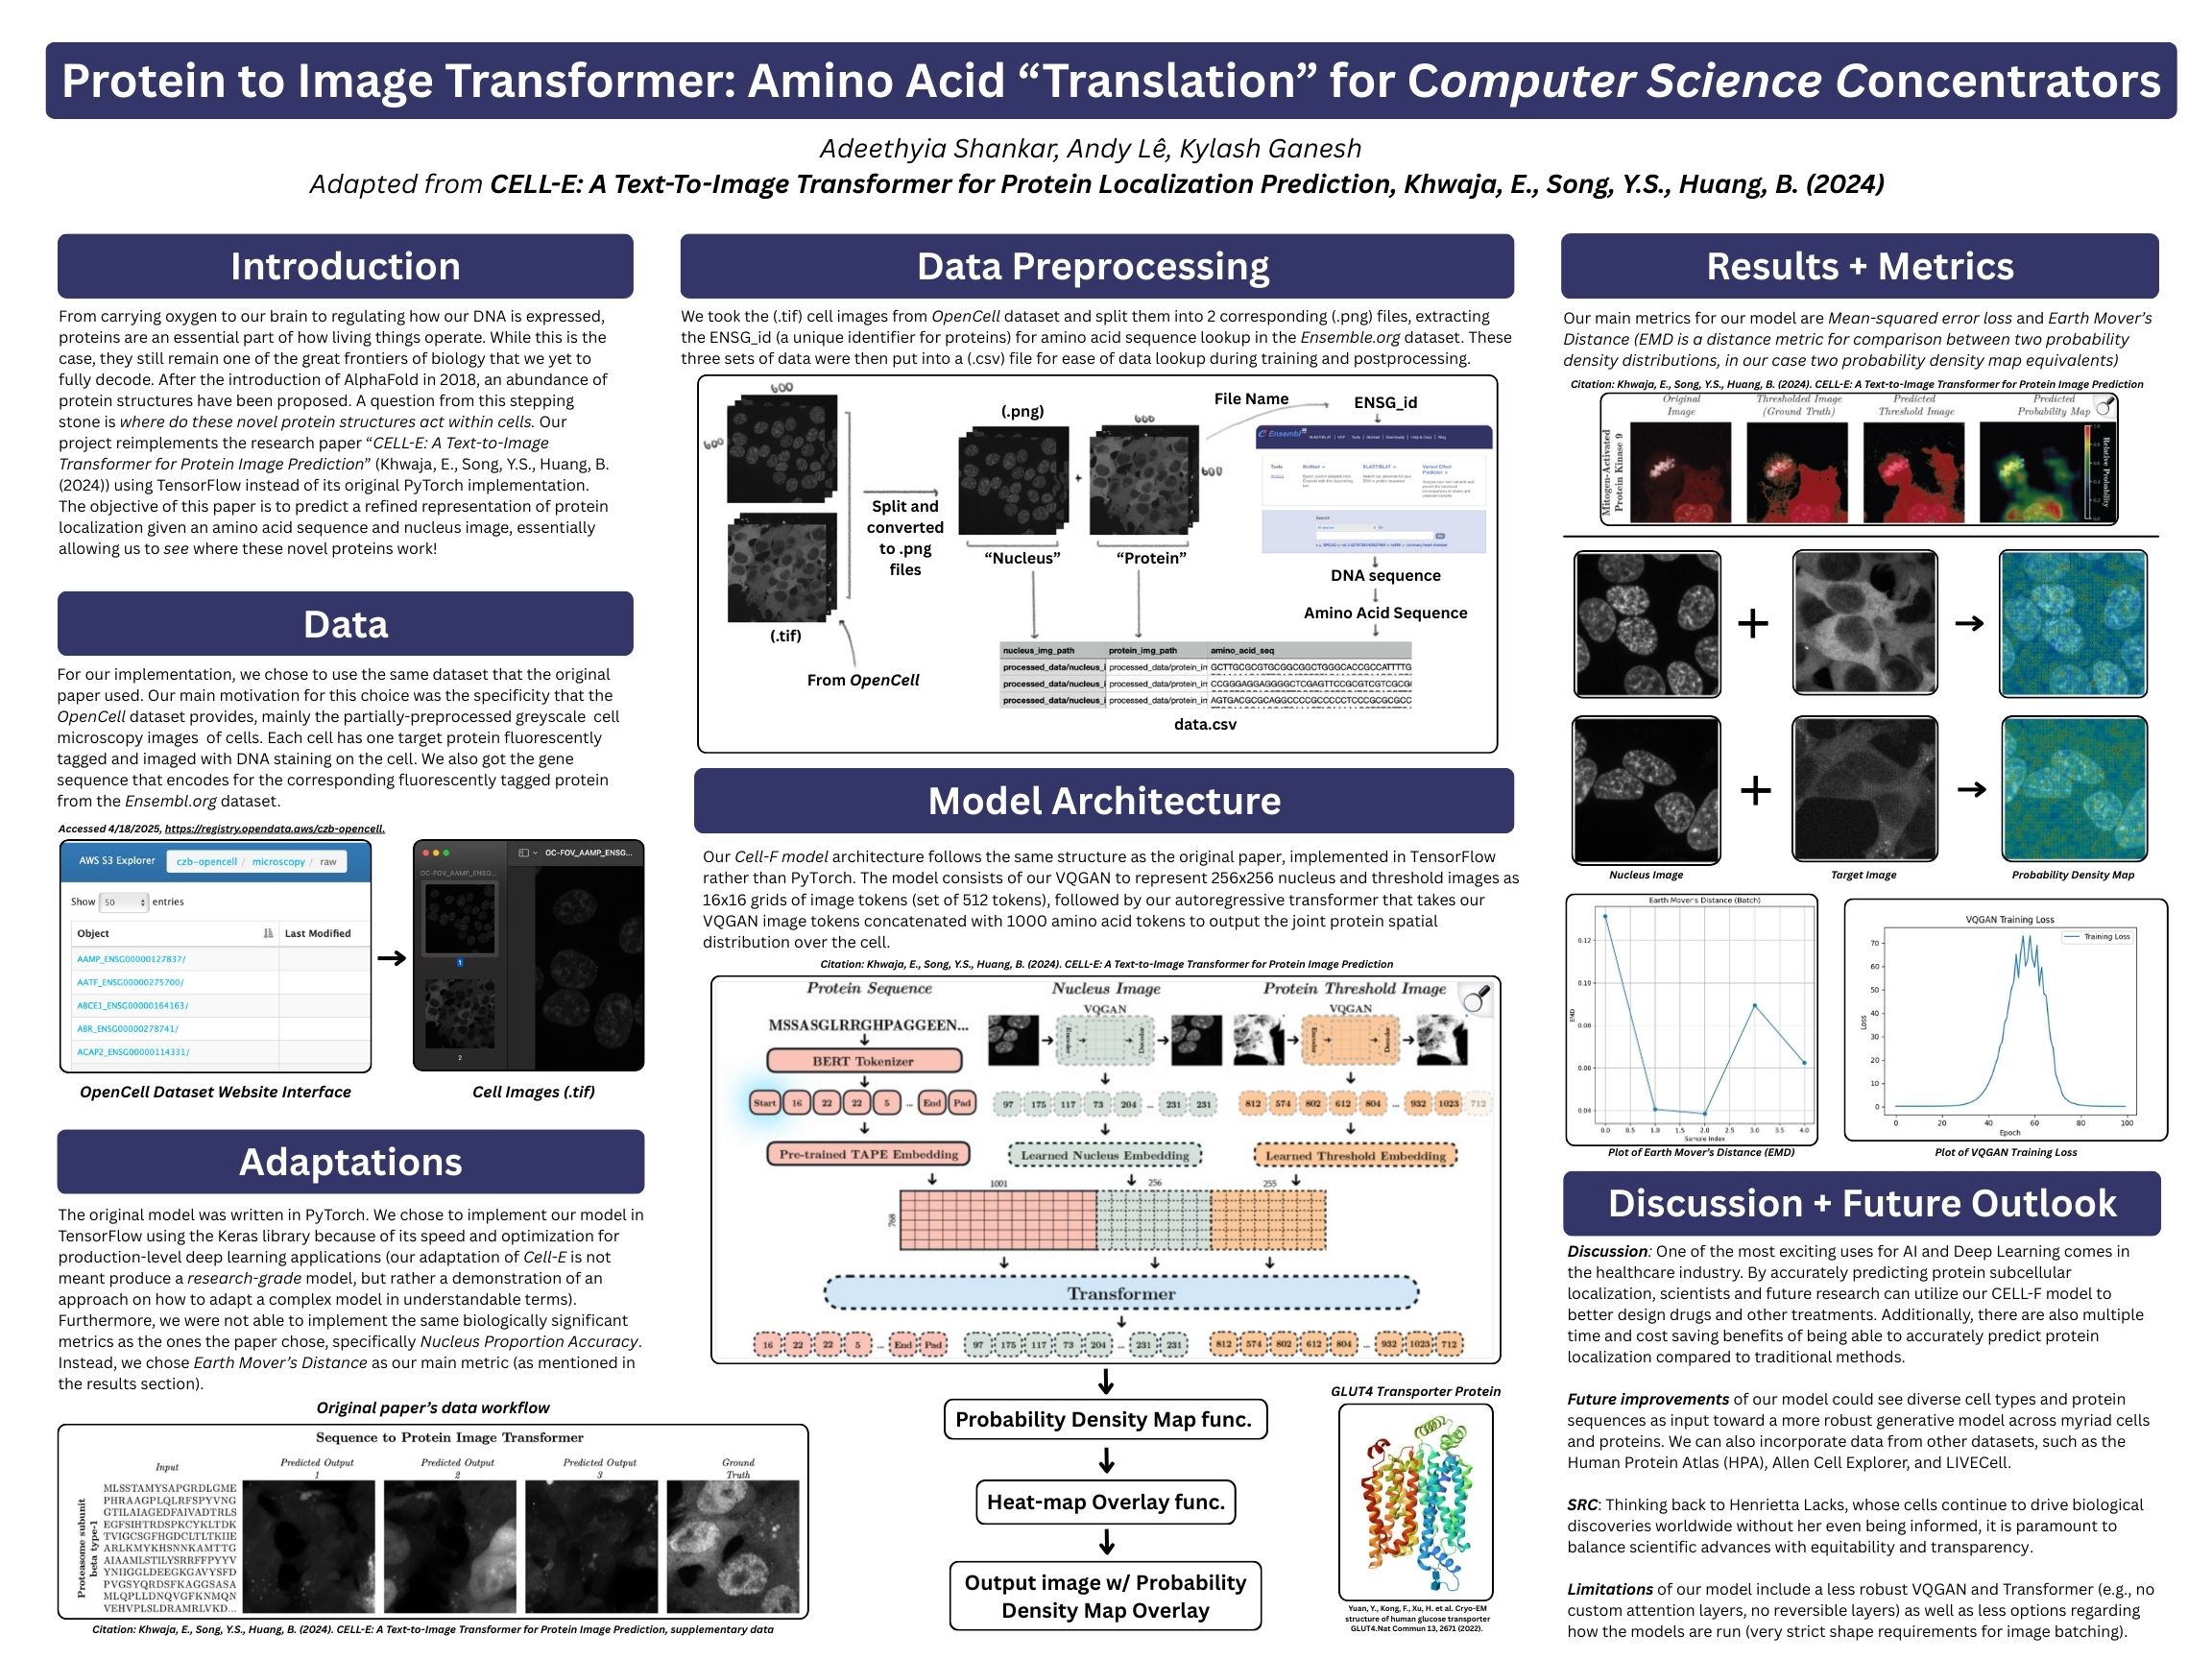 Protein to Image Transformer: Amino Acid “Translation” for Computer Science Concentrators
Adeethyia Shankar, Andy Lê, Kylash Ganesh
Adapted from CELL-E: A Text-To-Image Transformer for Protein Localization Prediction, Khwaja, E., Song, Y.S., Huang, B. (2024)
Introduction
From carrying oxygen to our brain to regulating how our DNA is expressed,
proteins are an essential part of how living things operate. While this is the
case, they still remain one of the great frontiers of biology that we yet to
fully decode. After the introduction of AlphaFold in 2018, an abundance of
protein structures have been proposed. A question from this stepping
stone is where do these novel protein structures act within cells. Our
project reimplements the research paper “CELL-E: A Text-to-Image
Transformer for Protein Image Prediction” (Khwaja, E., Song, Y.S., Huang, B.
(2024)) using TensorFlow instead of its original PyTorch implementation.
The objective of this paper is to predict a refined representation of protein
localization given an amino acid sequence and nucleus image, essentially
allowing us to see where these novel proteins work!
Data
For our implementation, we chose to use the same dataset that the original
paper used. Our main motivation for this choice was the specificity that the
OpenCell dataset provides, mainly the partially-preprocessed greyscale cell
microscopy images of cells. Each cell has one target protein fluorescently
tagged and imaged with DNA staining on the cell. We also got the gene
sequence that encodes for the corresponding fluorescently tagged protein
from the Ensembl.org dataset.
Accessed 4/18/2025, https://registry.opendata.aws/czb-opencell.
AWS S3 Explorer czb-opencell / microscopy / raw
Show 50 entries
Object Last Modified
AAMP_ENSG00000127837/
AATF_ENSG00000275700/
ABCE1_ENSG00000164163/
ABR_ENSG00000278741/
ACAP2_ENSG00000114331/
OC-FOV_AAMP_ENSG...
OC-FOV_AAMP_ENSG...
1
2
OpenCell Dataset Website Interface
Cell Images (.tif)
Adaptations
The original model was written in PyTorch. We chose to implement our model in
TensorFlow using the Keras library because of its speed and optimization for
production-level deep learning applications (our adaptation of Cell-E is not
meant produce a research-grade model, but rather a demonstration of an
approach on how to adapt a complex model in understandable terms).
Furthermore, we were not able to implement the same biologically significant
metrics as the ones the paper chose, specifically Nucleus Proportion Accuracy.
Instead, we chose Earth Mover’s Distance as our main metric (as mentioned in
the results section).
Original paper’s data workflow
Sequence to Protein Image Transformer
Input
Predicted Output 1
Predicted Output 2
Predicted Output 3
Ground Truth
Proteasome subunit beta type-1
MLSSTAMYSAPGRDLGME
PHRAAGPLQLRFSPYVNG
GTILAIAGEDFAIVADTRLS
EGFSIHTRDSPKCYKLTDK
TVIGCSGFHGDCLTLTKIIE
ARLKMYKHSNNKAMTTG
AIAAMLSTILYSRRFFPYYV
YNIIGGLDEEGKGAVYSFD
PVGSYQRDSFKAGGSASA
MLQPLLDNQVGFKNMQN
VEHVPLSLDRAMRLVKD...
Citation: Khwaja, E., Song, Y.S., Huang, B. (2024). CELL-E: A Text-to-Image Transformer for Protein Image Prediction, supplementary data
Data Preprocessing
We took the (.tif) cell images from OpenCell dataset and split them into 2 corresponding (.png) files, extracting
the ENSG_id (a unique identifier for proteins) for amino acid sequence lookup in the Ensemble.org dataset. These
three sets of data were then put into a (.csv) file for ease of data lookup during training and postprocessing.
600
600
(.tif)
From OpenCell
Split and
converted
to .png
files
(.png)
600
600
+
“Nucleus”
“Protein”
File Name
ENSG_id
Ensembl
DNA sequence
Amino Acid Sequence
nucleus_img_path protein_img_path amino_acid_seq
processed_data/nucleus_i processed_data/protein_in GCTTGCGCGTGCGGCGGCTGGGCACCGCCATTTTG
processed_data/nucleus_i processed_data/protein_in CCGGGAGGAGGGGCTCGAGTTCCGCGTCGTCGCG
processed_data/nucleus_i processed_data/protein_in AGTGACGCGCAGGCCCCGCCCCCTCCCGCGCGCC
data.csv
Model Architecture
Our Cell-F model architecture follows the same structure as the original paper, implemented in TensorFlow
rather than PyTorch. The model consists of our VQGAN to represent 256x256 nucleus and threshold images as
16x16 grids of image tokens (set of 512 tokens), followed by our autoregressive transformer that takes our
VQGAN image tokens concatenated with 1000 amino acid tokens to output the joint protein spatial
distribution over the cell.
Citation: Khwaja, E., Song, Y.S., Huang, B. (2024). CELL-E: A Text-to-Image Transformer for Protein Image Prediction
Protein Sequence Nucleus Image Protein Threshold Image
MSSASGLRRGHPAGGEEN...
VQGAN
Encoder Decoder
VQGAN
Encoder Decoder
BERT Tokenizer
Start 16 22 22 5 ... End Pad
97 175 117 73 204 ... 231 231
812 574 802 612 804 ... 932 1023 712
Pre-trained TAPE Embedding
Learned Nucleus Embedding
Learned Threshold Embedding
1001 256 255
768
Transformer
16 22 22 5 ... End Pad 97 175 117 73 204 ... 231 231 812 574 802 612 804 ... 932 1023 712
Probability Density Map func.
Heat-map Overlay func.
Output image w/ Probability
Density Map Overlay
GLUT4 Transporter Protein
Yuan, Y., Kong, F., Xu, H. et al. Cryo-EM
structure of human glucose transporter
GLUT4.Nat Commun 13, 2671 (2022).
Results + Metrics
Our main metrics for our model are Mean-squared error loss and Earth Mover’s
Distance (EMD is a distance metric for comparison between two probability
density distributions, in our case two probability density map equivalents)
Citation: Khwaja, E., Song, Y.S., Huang, B. (2024). CELL-E: A Text-to-Image Transformer for Protein Image Prediction
Original Image
Thresholded Image (Ground Truth)
Predicted Threshold Image
Predicted Probability Map
Mitogen-Activated Protein Kinase 9
Relative Probability
+
+
Nucleus Image
Target Image
Probability Density Map
Earth Mover's Distance (Batch)
EMD
0.12
0.10
0.08
0.06
0.04
0.0 0.5 1.0 1.5 2.0 2.5 3.0 3.5 4.0
Sample Index
Plot of Earth Mover’s Distance (EMD)
VQGAN Training Loss
Training Loss
Loss
70
60
50
40
30
20
10
0
0 20 40 60 80 100
Epoch
Plot of VQGAN Training Loss
Discussion + Future Outlook
Discussion: One of the most exciting uses for AI and Deep Learning comes in
the healthcare industry. By accurately predicting protein subcellular
localization, scientists and future research can utilize our CELL-F model to
better design drugs and other treatments. Additionally, there are also multiple
time and cost saving benefits of being able to accurately predict protein
localization compared to traditional methods.
Future improvements of our model could see diverse cell types and protein
sequences as input toward a more robust generative model across myriad cells
and proteins. We can also incorporate data from other datasets, such as the
Human Protein Atlas (HPA), Allen Cell Explorer, and LIVECell.
SRC: Thinking back to Henrietta Lacks, whose cells continue to drive biological
discoveries worldwide without her even being informed, it is paramount to
balance scientific advances with equitability and transparency.
Limitations of our model include a less robust VQGAN and Transformer (e.g., no
custom attention layers, no reversible layers) as well as less options regarding
how the models are run (very strict shape requirements for image batching).